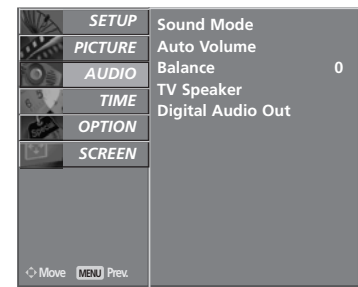 SETUP
PICTURE
AUDIO
TIME
OPTION
SCREEN
Sound Mode
Auto Volume
Balance 0
TV Speaker
Digital Audio Out
Move MENU Prev.